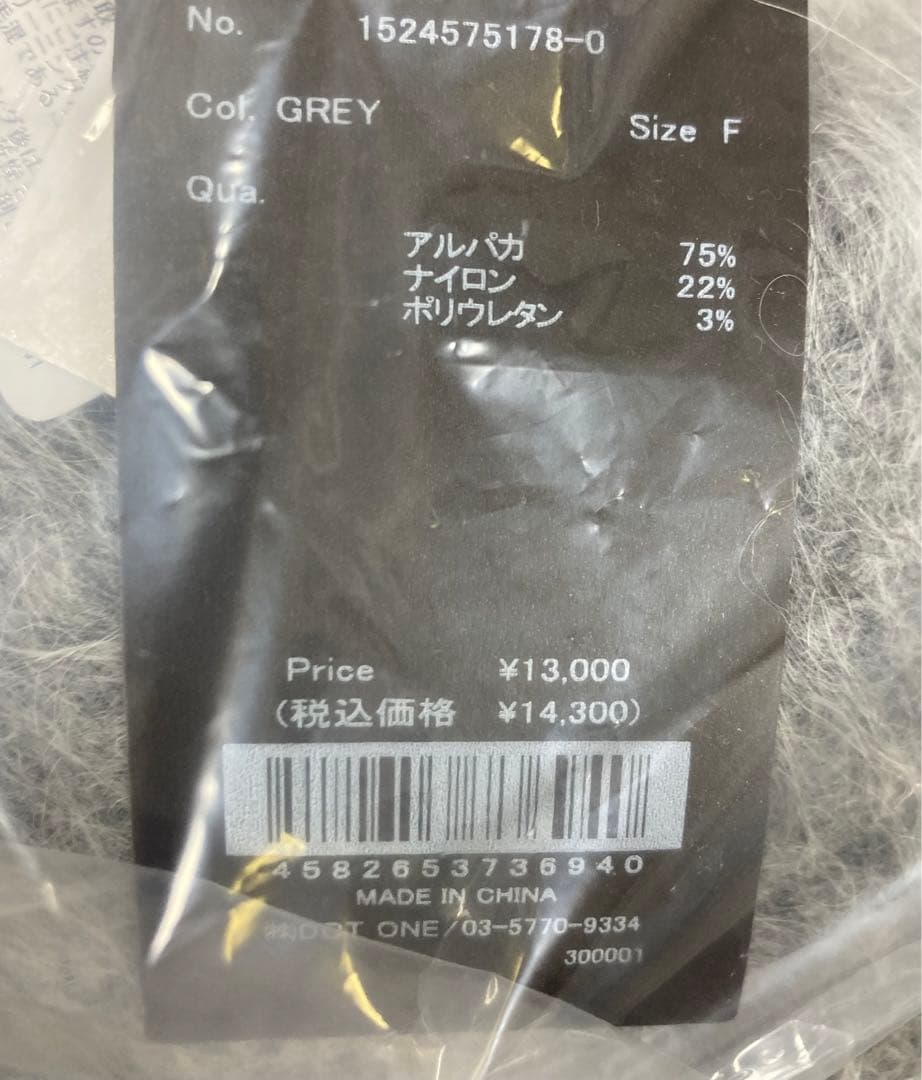 No. 1524575178-0
Col. GREY Size F
Qua.
アルパカ 75%
ナイロン 22%
ポリウレタン 3%
Price ¥13,000
(税込価格 ¥14,300)
4582653736940
MADE IN CHINA
㈱DOT ONE/03-5770-9334
300001